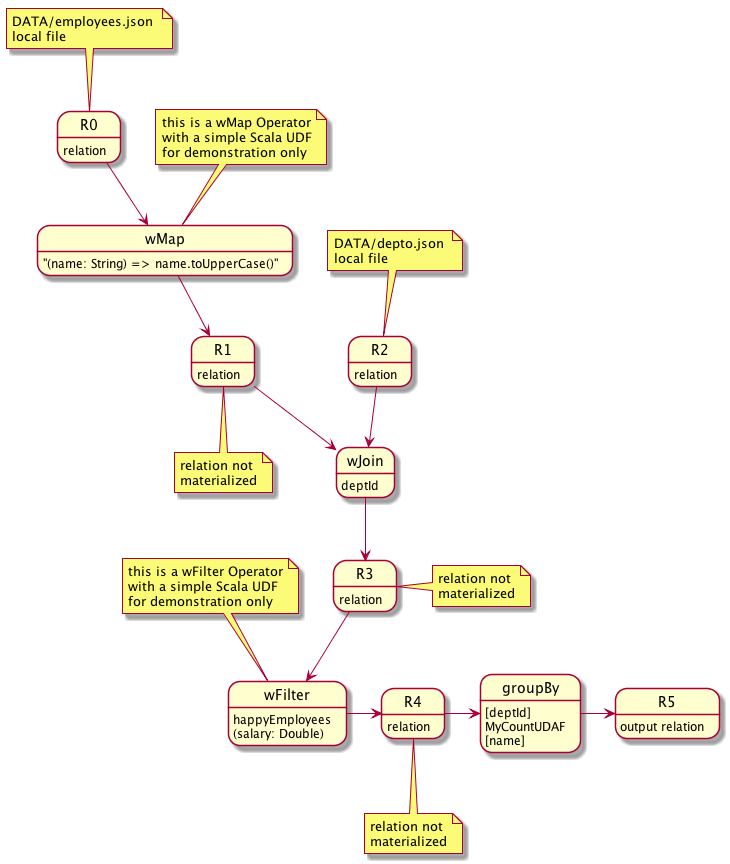 DATA/employees.json
local file
R0
relation
this is a wMap Operator
with a simple Scala UDF
for demonstration only
wMap
"(name: String) => name.toUpperCase()"
DATA/depto.json
local file
R1
relation
R2
relation
relation not
materialized
wJoin
deptId
this is a wFilter Operator
with a simple Scala UDF
for demonstration only
R3
relation
relation not
materialized
wFilter
happyEmployees
(salary: Double)
R4
relation
groupBy
[deptId]
MyCountUDAF
[name]
R5
output relation
relation not
materialized